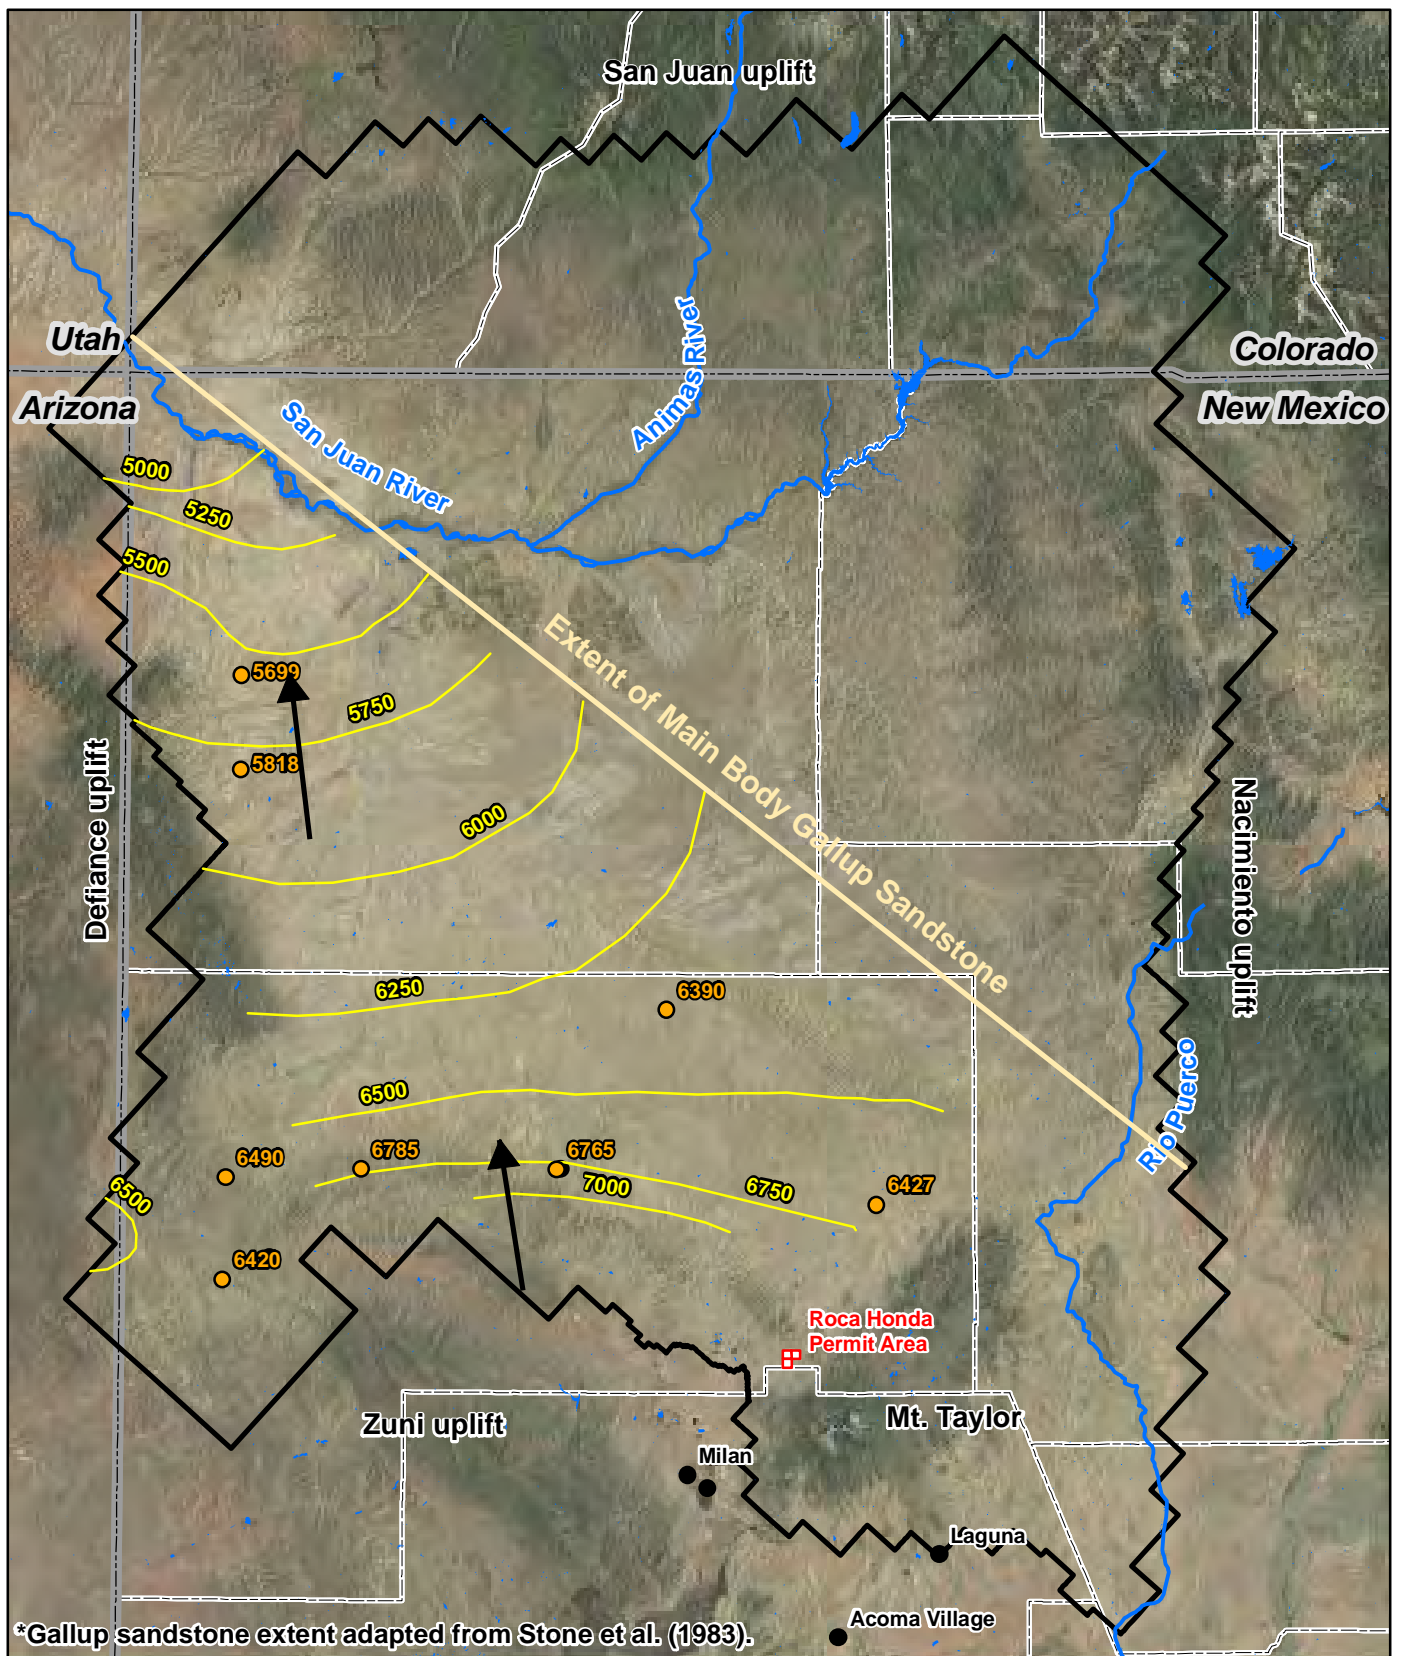 San Juan uplift
Utah
Colorado
Arizona
New Mexico
Animas River
San Juan River
5000
5250
5500
Extent of Main Body Gallup Sandstone
5699
5750
5818
Defiance uplift
Nacimiento uplift
6000
6250
6390
6500
Rio Puerco
6490
6785
6765
6500
7000
6750
6427
6420
Roca Honda
Permit Area
Zuni uplift
Mt. Taylor
Milan
Laguna
Acoma Village
*Gallup sandstone extent adapted from Stone et al. (1983).